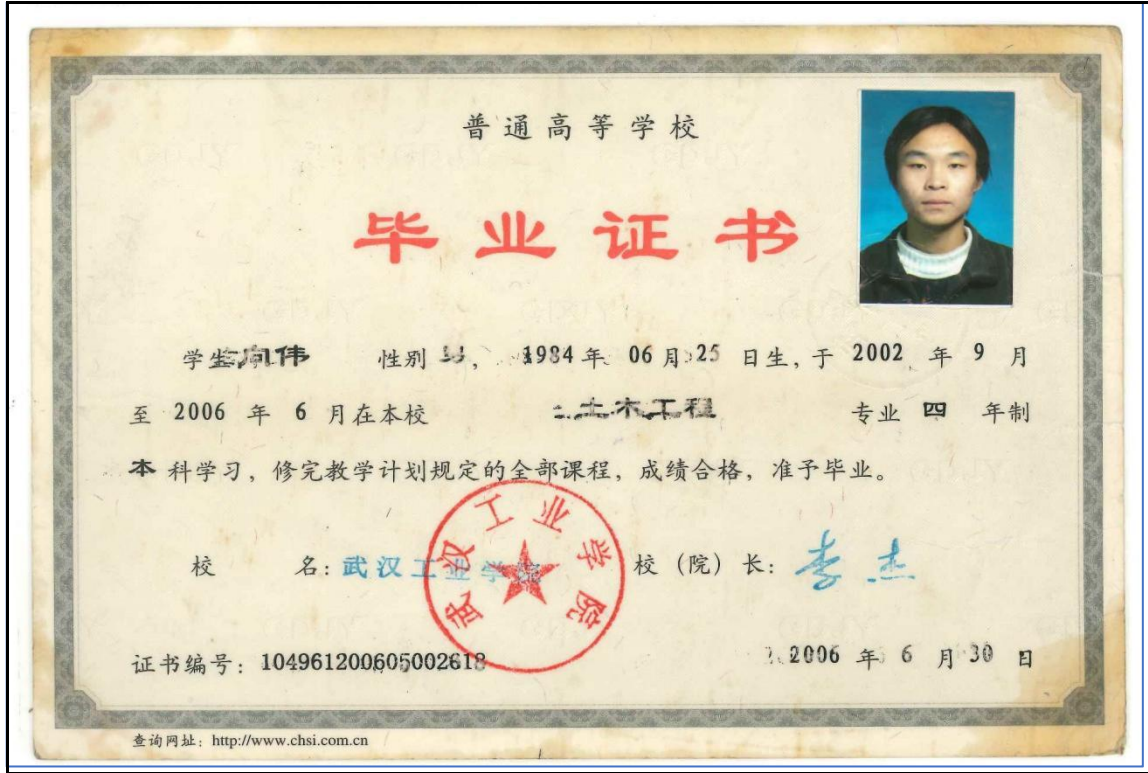 普通高等学校
毕业证书
学生 向伟 性别 男, 1984 年 06 月 25 日生, 于 2002 年 9 月
至 2006 年 6 月在本校 土木工程 专业 四 年制
本 科学习, 修完教学计划规定的全部课程, 成绩合格, 准予毕业。
武汉工业学院
校 名: 武汉工业学院 校 (院) 长: 李杰
证书编号: 104961200605002618 2006 年 6 月 30 日
查询网址: http://www.chsi.com.cn